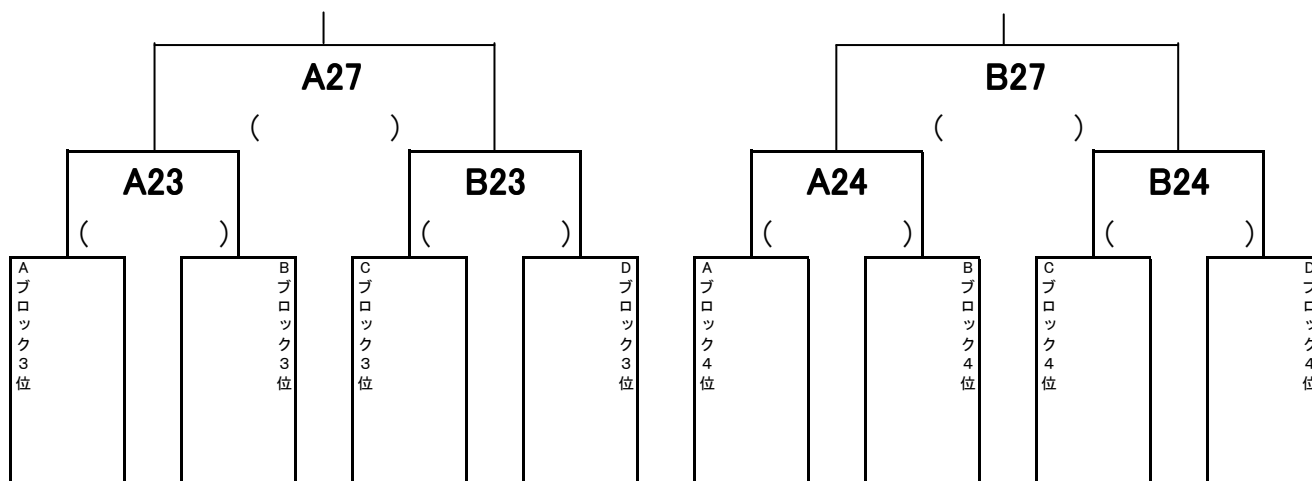 A27
B27
(　　　)
(　　　)
A23
B23
A24
B24
(　　　)
(　　　)
(　　　)
(　　　)
Aブロック3位
Bブロック3位
Cブロック3位
Dブロック3位
Aブロック4位
Bブロック4位
Cブロック4位
Dブロック4位